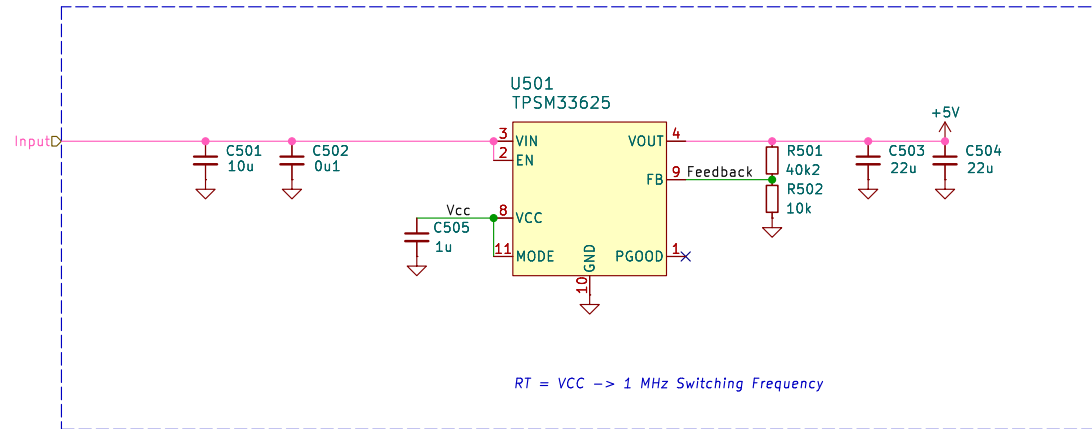 U501
TPSM33625
+5V
Input
3
VIN
VOUT
4
2
EN
C501
10u
C502
0u1
R501
40k2
C503
22u
C504
22u
FB
9
Feedback
R502
10k
Vcc
8
VCC
C505
1u
11
MODE
GND
10
PGOOD
1
RT = VCC -> 1 MHz Switching Frequency